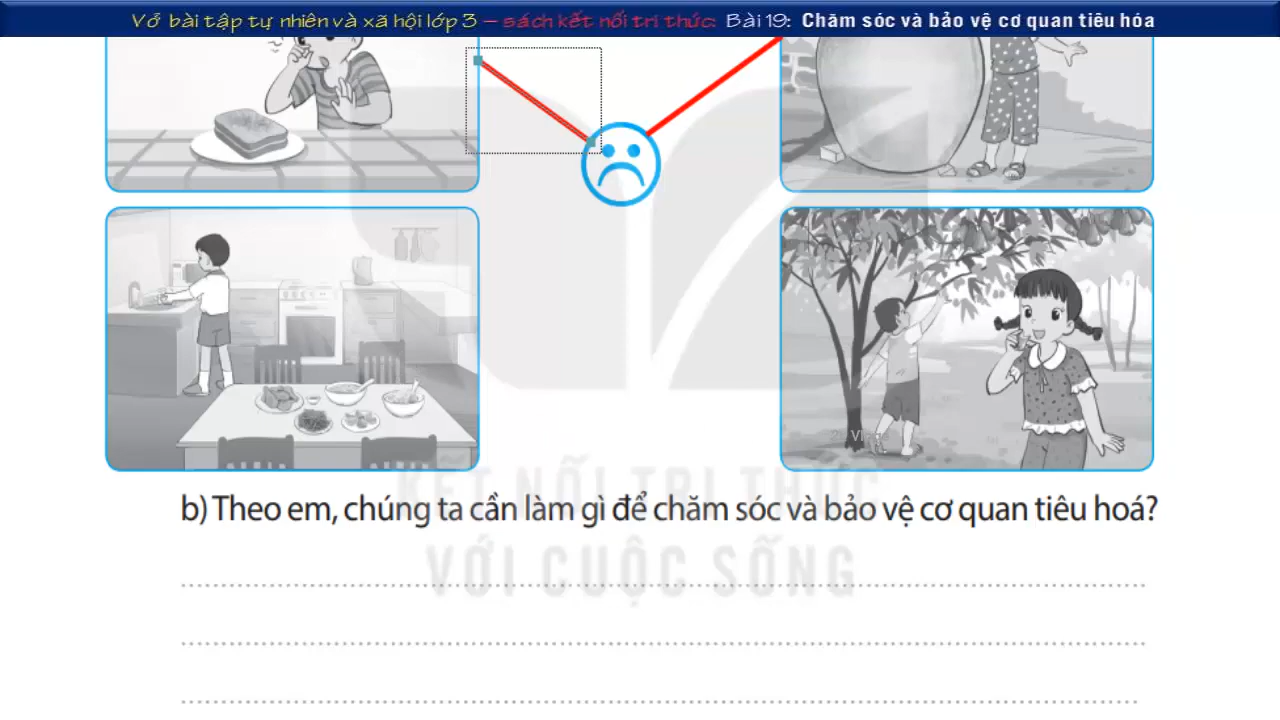 Vở bài tập tự nhiên và xã hội lớp 3 – sách kết nối tri thức: Bài 19: Chăm sóc và bảo vệ cơ quan tiêu hóa
KẾT NỐI TRI THỨC
b) Theo em, chúng ta cần làm gì để chăm sóc và bảo vệ cơ quan tiêu hoá?
VỚI CUỘC SỐNG